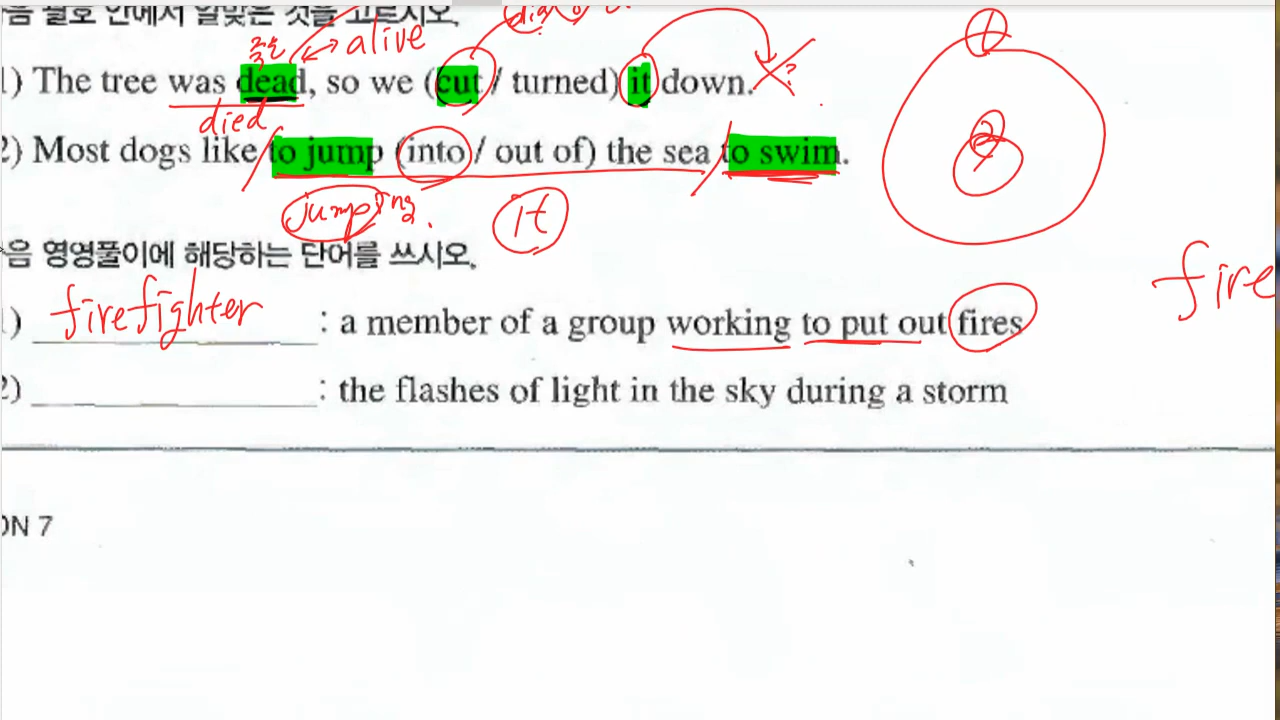 음 괄호 안에서 알맞은 것을 고르시오.
죽은 ↔ alive
1) The tree was dead, so we (cut / turned) it down. ?
died
2) Most dogs like to jump (into / out of) the sea to swim.
jumping. it
음 영영풀이에 해당하는 단어를 쓰시오.
fire
1) firefighter : a member of a group working to put out fires
2) ____________ : the flashes of light in the sky during a storm
ON 7